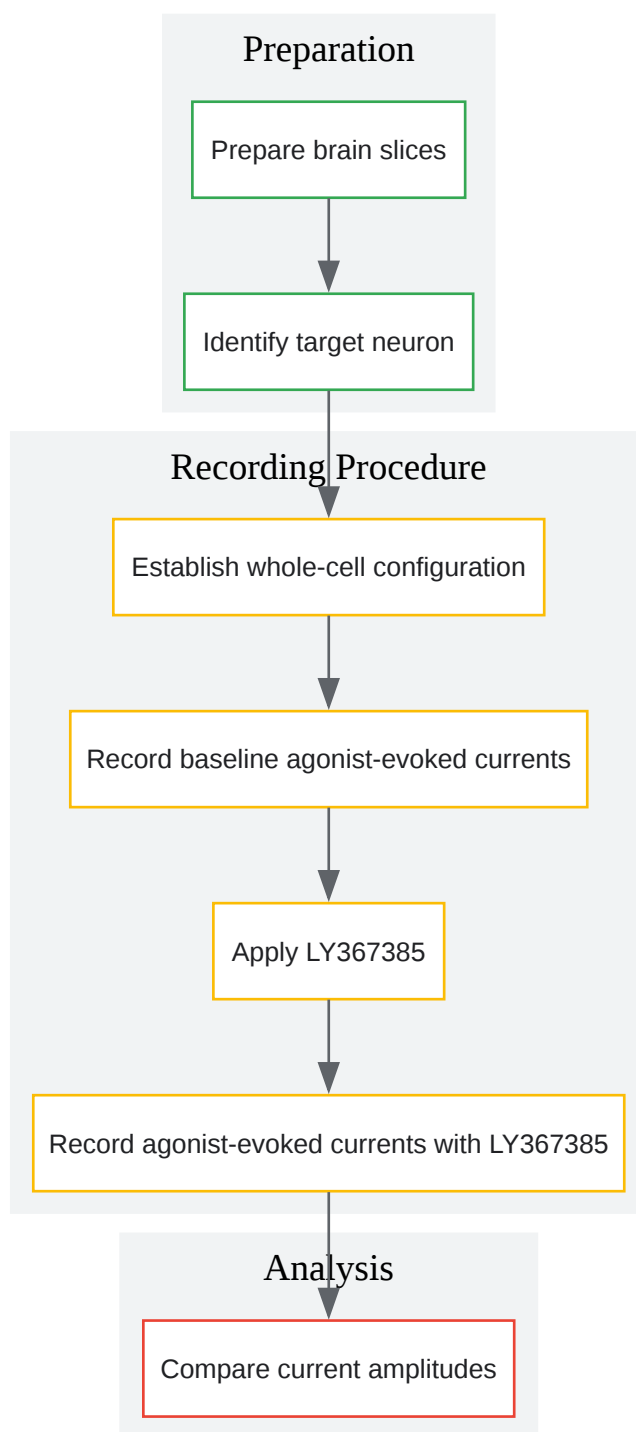 Preparation
Prepare brain slices
Identify target neuron
Recording Procedure
Establish whole-cell configuration
Record baseline agonist-evoked currents
Apply LY367385
Record agonist-evoked currents with LY367385
Analysis
Compare current amplitudes